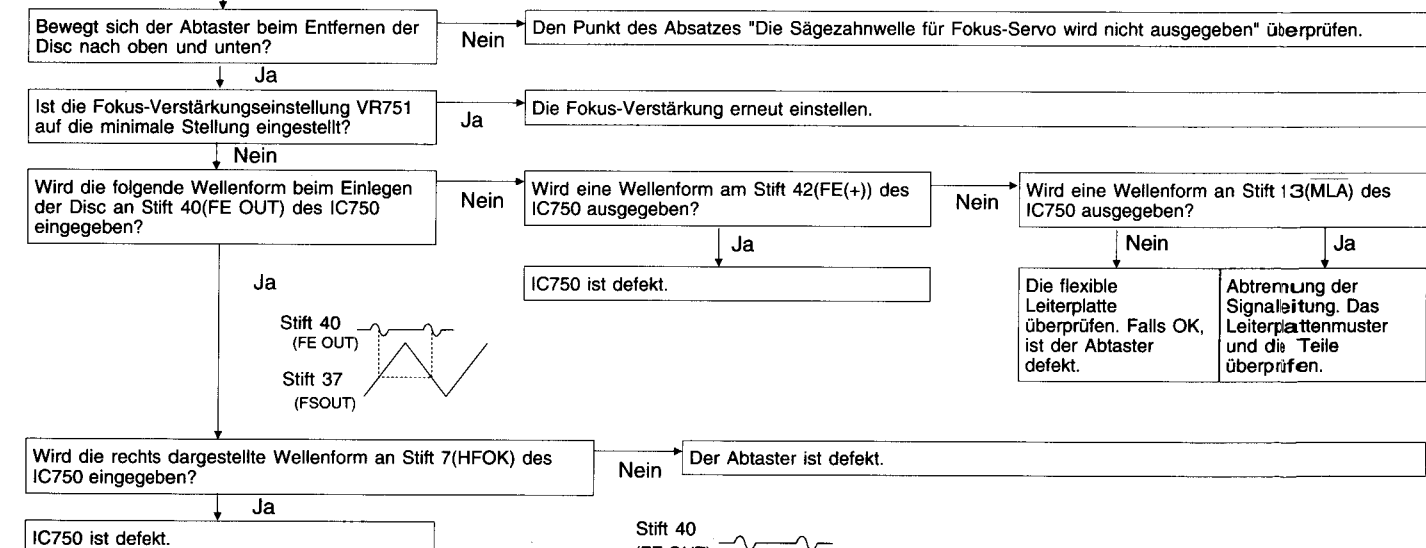 Bewegt sich der Abtaster beim Entfernen der
Disc nach oben und unten?
Nein
Den Punkt des Absatzes "Die Sägezahnwelle für Fokus-Servo wird nicht ausgegeben" überprüfen.
Ja
Ist die Fokus-Verstärkungseinstellung VR751
auf die minimale Stellung eingestellt?
Ja
Die Fokus-Verstärkung erneut einstellen.
Nein
Wird die folgende Wellenform beim Einlegen
der Disc an Stift 40(FE OUT) des IC750
eingegeben?
Nein
Wird eine Wellenform am Stift 42(FE(+)) des
IC750 ausgegeben?
Nein
Wird eine Wellenform an Stift 13(MLA) des
IC750 ausgegeben?
Ja
IC750 ist defekt.
Nein
Ja
Die flexible
Leiterplatte
überprüfen. Falls OK,
ist der Abtaster
defekt.
Abtrennung der
Signalleitung. Das
Leiterplattenmuster
und die Teile
überprüfen.
Ja
Stift 40
(FE OUT)
Stift 37
(FSOUT)
Wird die rechts dargestellte Wellenform an Stift 7(HFOK) des
IC750 eingegeben?
Nein
Der Abtaster ist defekt.
Ja
IC750 ist defekt.
Stift 40
(FE OUT)